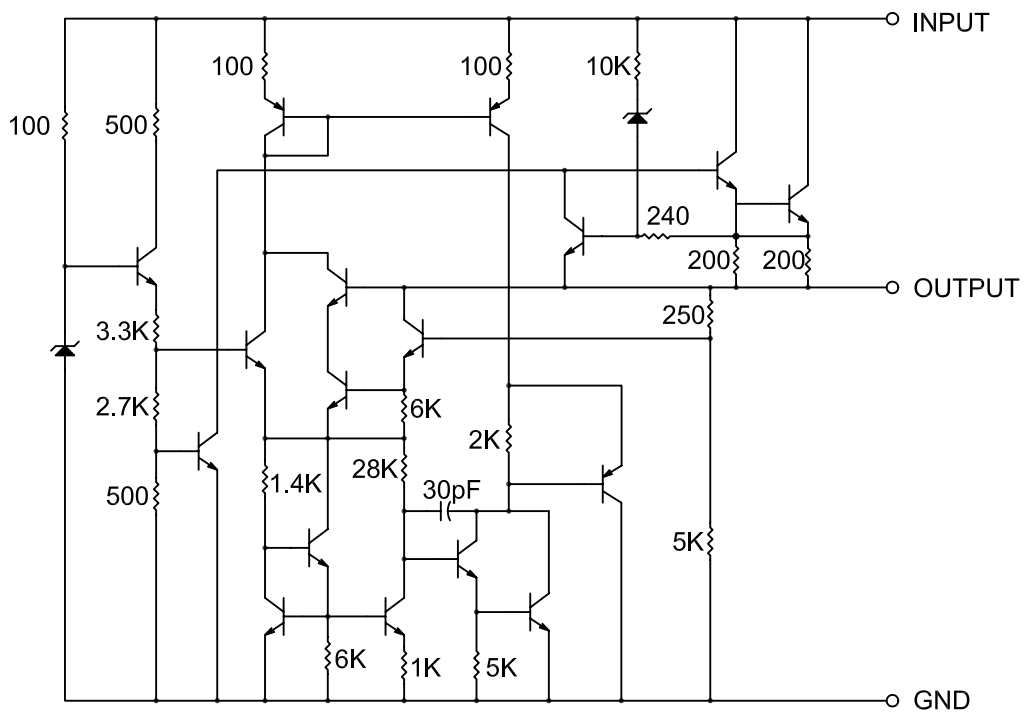 INPUT
100
100
10K
100
500
240
200
200
OUTPUT
250
3.3K
2.7K
6K
2K
28K
1.4K
30pF
500
5K
6K
1K
5K
GND